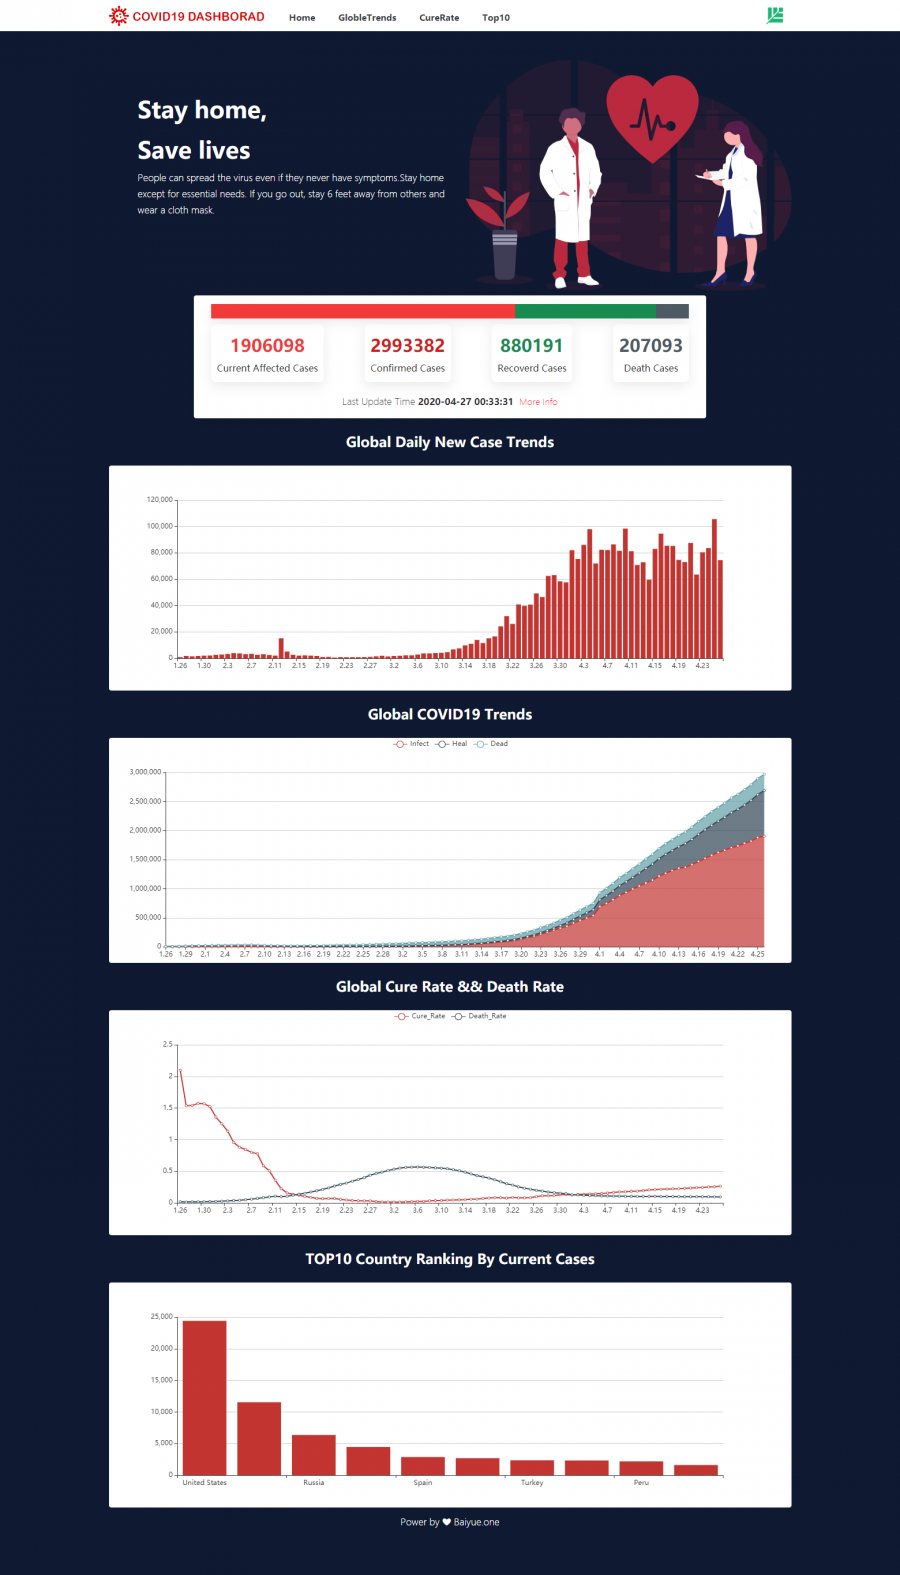 COVID19 DASHBORAD
Home GlobleTrends CureRate Top10
Stay home,
Save lives
People can spread the virus even if they never have symptoms.Stay home
except for essential needs. If you go out, stay 6 feet away from others and
wear a cloth mask.
1906098 2993382 880191 207093
Current Affected Cases Confirmed Cases Recoverd Cases Death Cases
Last Update Time 2020-04-27 00:33:31 More Info
Global Daily New Case Trends
120,000
100,000
80,000
60,000
40,000
20,000
0
1.26 1.30 2.3 2.7 2.11 2.15 2.19 2.23 2.27 3.2 3.6 3.10 3.14 3.18 3.22 3.26 3.30 4.3 4.7 4.11 4.15 4.19 4.23
Global COVID19 Trends
Infect Heal Dead
3,000,000
2,500,000
2,000,000
1,500,000
1,000,000
500,000
0
1.26 1.29 2.1 2.4 2.7 2.10 2.13 2.16 2.19 2.22 2.25 2.28 3.2 3.5 3.8 3.11 3.14 3.17 3.20 3.23 3.26 3.29 4.1 4.4 4.7 4.10 4.13 4.16 4.19 4.22 4.25
Global Cure Rate && Death Rate
Cure_Rate Death_Rate
2.5
2
1.5
1
0.5
0
1.26 1.30 2.3 2.7 2.11 2.15 2.19 2.23 2.27 3.2 3.6 3.10 3.14 3.18 3.22 3.26 3.30 4.3 4.7 4.11 4.15 4.19 4.23
TOP10 Country Ranking By Current Cases
25,000
20,000
15,000
10,000
5,000
0
United States Russia Spain Turkey Peru
Power by ♥ Baiyue.one